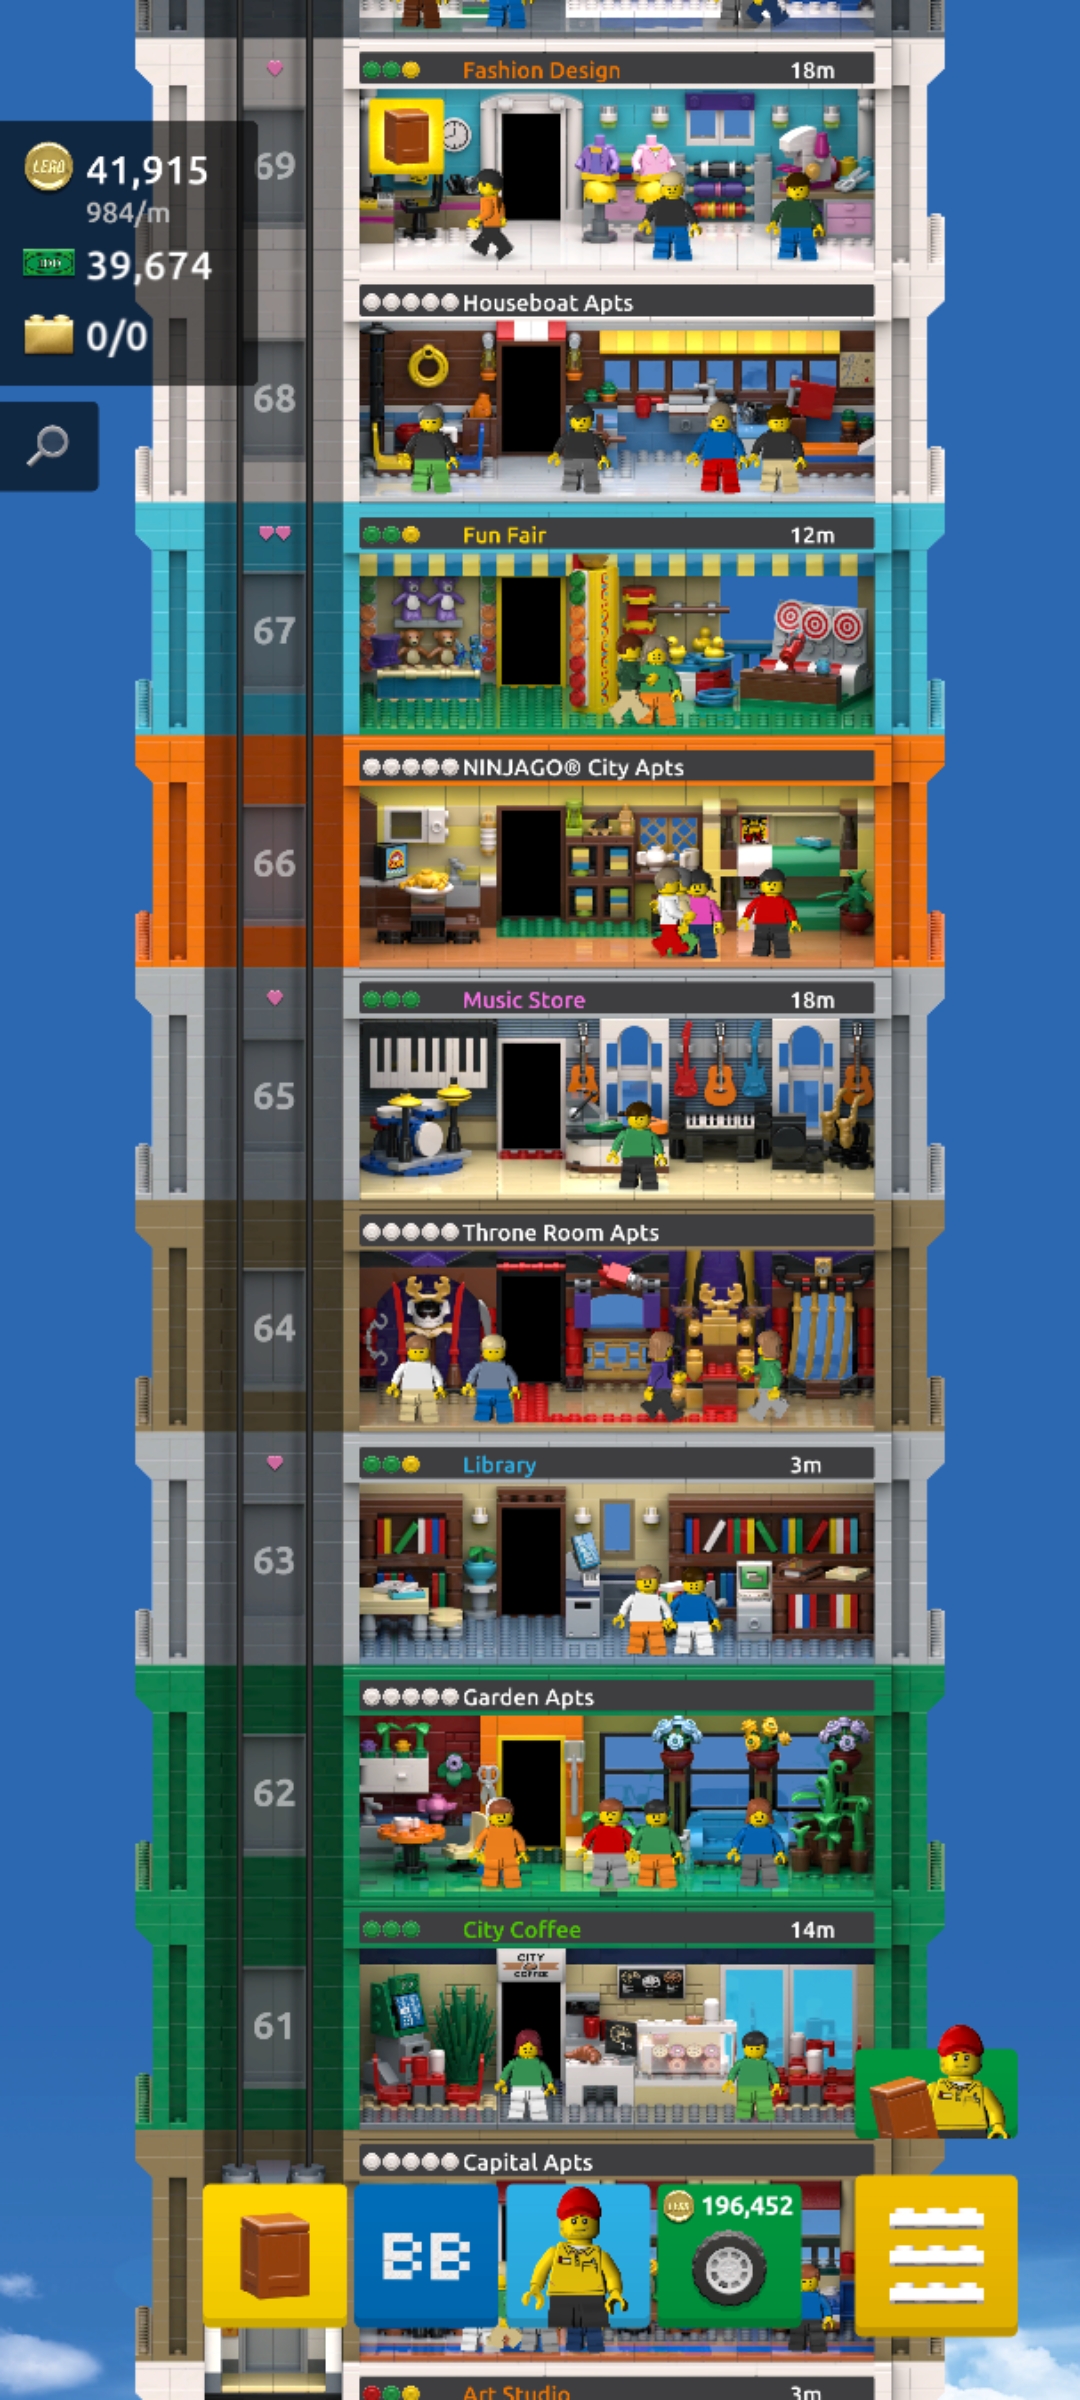 Fashion Design 18m
LEGO 41,915
69
984/m
39,674
Houseboat Apts
0/0
68
Fun Fair 12m
67
NINJAGO® City Apts
66
Music Store 18m
65
Throne Room Apts
64
Library 3m
63
Garden Apts
62
City Coffee 14m
CITY
COFFEE
61
Capital Apts
196,452
BB
Art Studio 3m